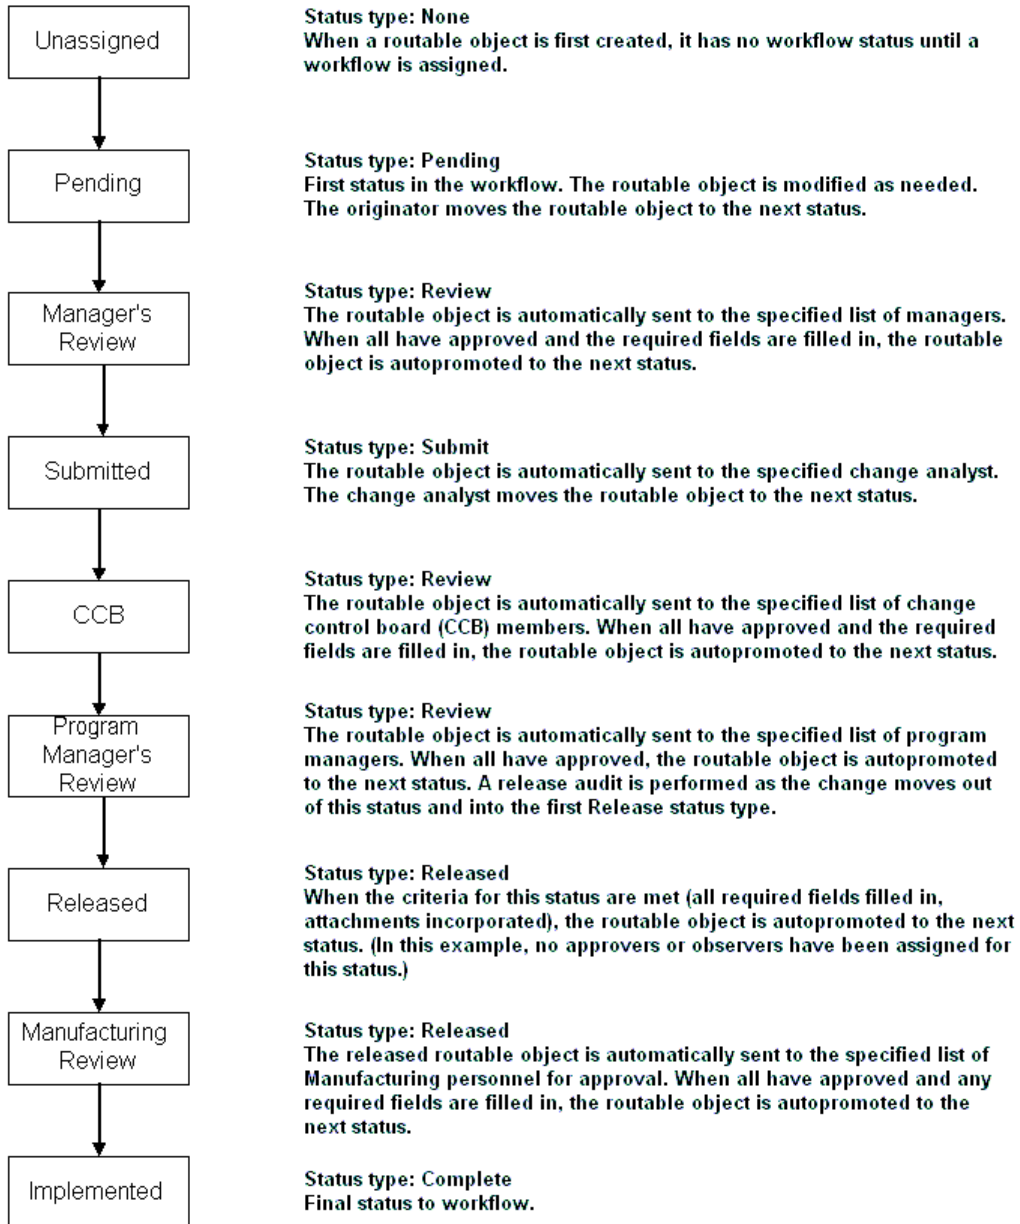 Unassigned
Status type: None
When a routable object is first created, it has no workflow status until a
workflow is assigned.
Pending
Status type: Pending
First status in the workflow. The routable object is modified as needed.
The originator moves the routable object to the next status.
Manager's
Review
Status type: Review
The routable object is automatically sent to the specified list of managers.
When all have approved and the required fields are filled in, the routable
object is autopromoted to the next status.
Submitted
Status type: Submit
The routable object is automatically sent to the specified change analyst.
The change analyst moves the routable object to the next status.
CCB
Status type: Review
The routable object is automatically sent to the specified list of change
control board (CCB) members. When all have approved and the required
fields are filled in, the routable object is autopromoted to the next status.
Program
Manager's
Review
Status type: Review
The routable object is automatically sent to the specified list of program
managers. When all have approved, the routable object is autopromoted
to the next status. A release audit is performed as the change moves out
of this status and into the first Release status type.
Released
Status type: Released
When the criteria for this status are met (all required fields filled in,
attachments incorporated), the routable object is autopromoted to the next
status. (In this example, no approvers or observers have been assigned for
this status.)
Manufacturing
Review
Status type: Released
The released routable object is automatically sent to the specified list of
Manufacturing personnel for approval. When all have approved and any
required fields are filled in, the routable object is autopromoted to the
next status.
Implemented
Status type: Complete
Final status to workflow.